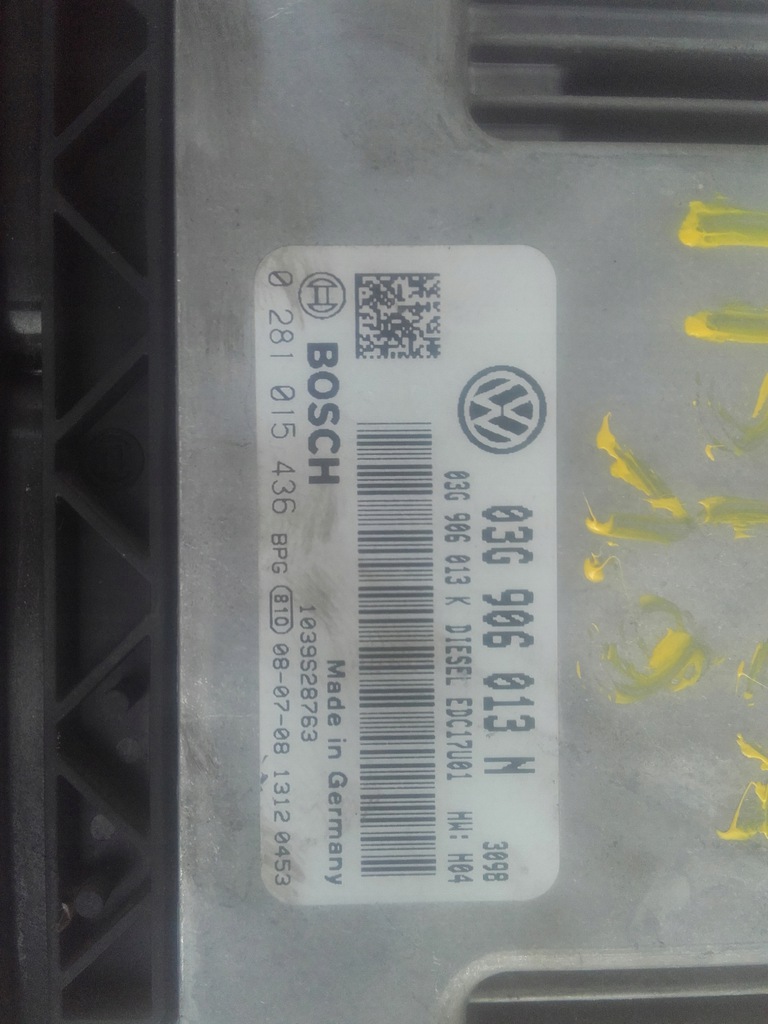 03G 906 013 N 3098
03G 906 013 K DIESEL EDC17U01 HW: H04
BOSCH Made in Germany
1039S28763
0 281 015 436 BPG 81D 08-07-08 1312 0453